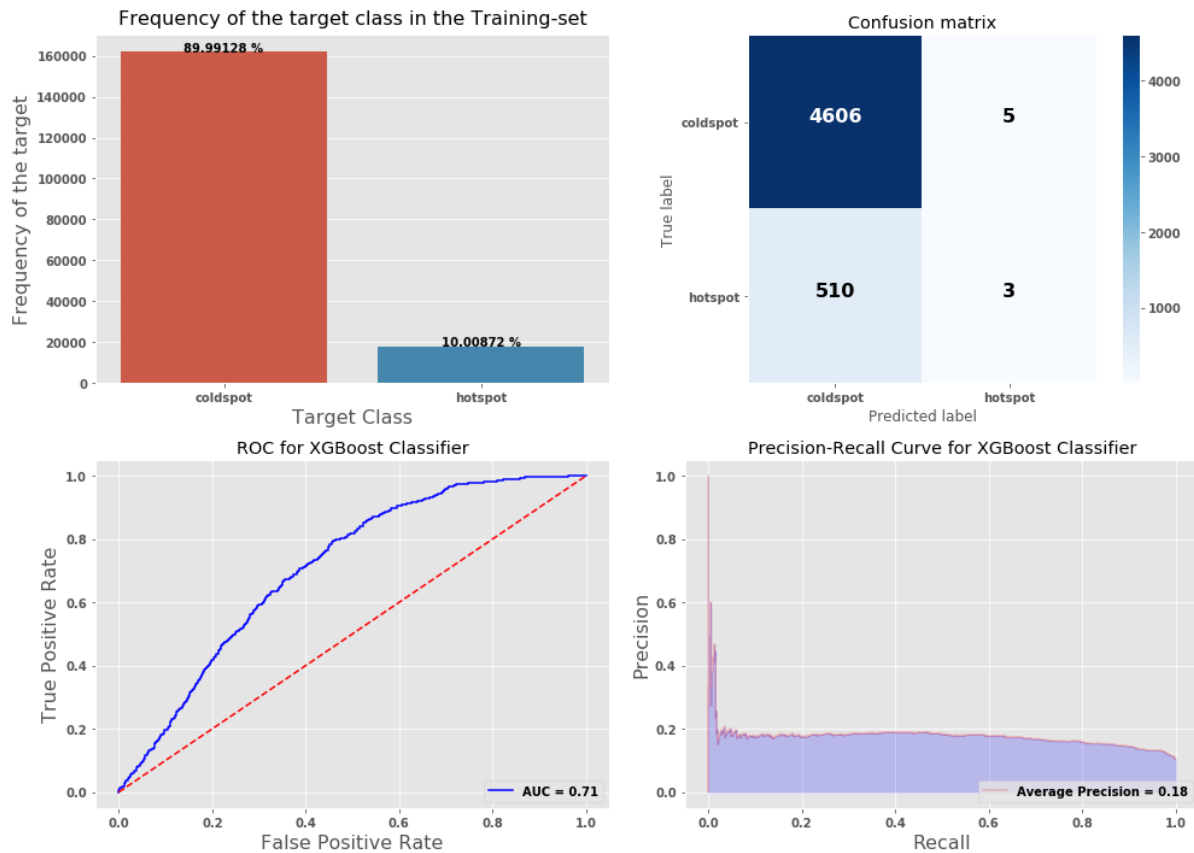 Frequency of the target class in the Training-set
89.99128 %
10.00872 %
160000
140000
120000
100000
80000
60000
40000
20000
0
Frequency of the target
coldspot
hotspot
Target Class
Confusion matrix
coldspot
4606
5
hotspot
510
3
True label
coldspot
hotspot
Predicted label
4000
3000
2000
1000
ROC for XGBoost Classifier
1.0
0.8
0.6
0.4
0.2
0.0
True Positive Rate
AUC = 0.71
0.0 0.2 0.4 0.6 0.8 1.0
False Positive Rate
Precision-Recall Curve for XGBoost Classifier
1.0
0.8
0.6
0.4
0.2
0.0
Precision
Average Precision = 0.18
0.0 0.2 0.4 0.6 0.8 1.0
Recall